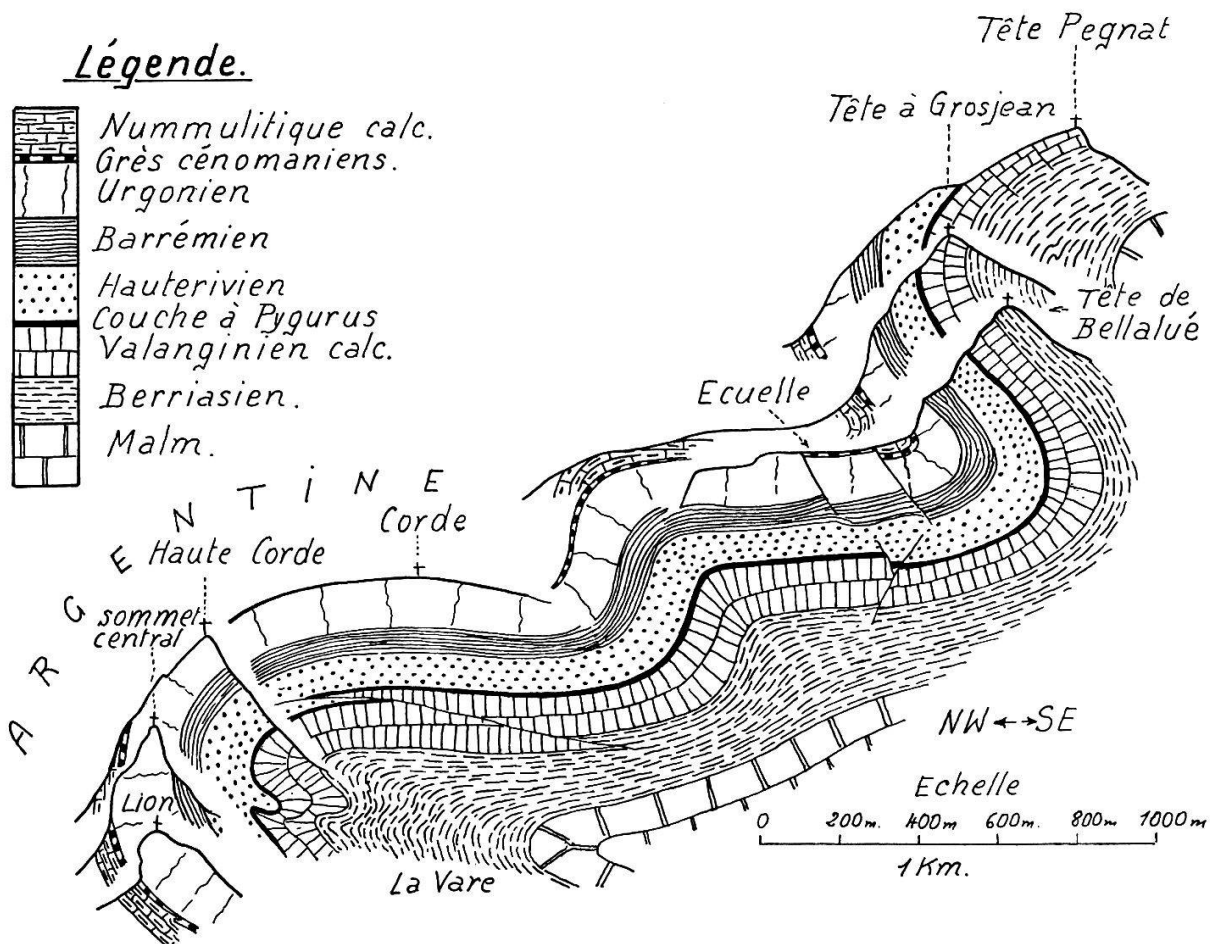 Légende.
Nummulitique calc.
Grès cénomaniens.
Urgonien
Barrémien
Hauterivien
Couche à Pygurus
Valanginien calc.
Berriasien.
Malm.
Tête Pegnat
Tête à Grosjean
Tête de
Bellalué
Ecuelle
ARGENTINE
Corde
Haute Corde
sommet
central
Lion
La Vare
NW ↔ SE
Echelle
0 200m. 400m 600m. 800m 1000m
1 Km.